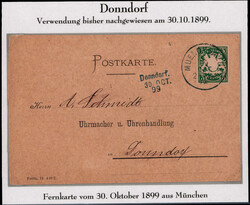 Donndorf
Verwendung bisher nachgewiesen am 30.10.1899.
POSTKARTE.
Donndorf.
30. OCT.
99
Herrn A. Schmidt
Uhrmacher u. Uhrenhandlung
Donndorf
Fernkarte vom 30. Oktober 1899 aus München